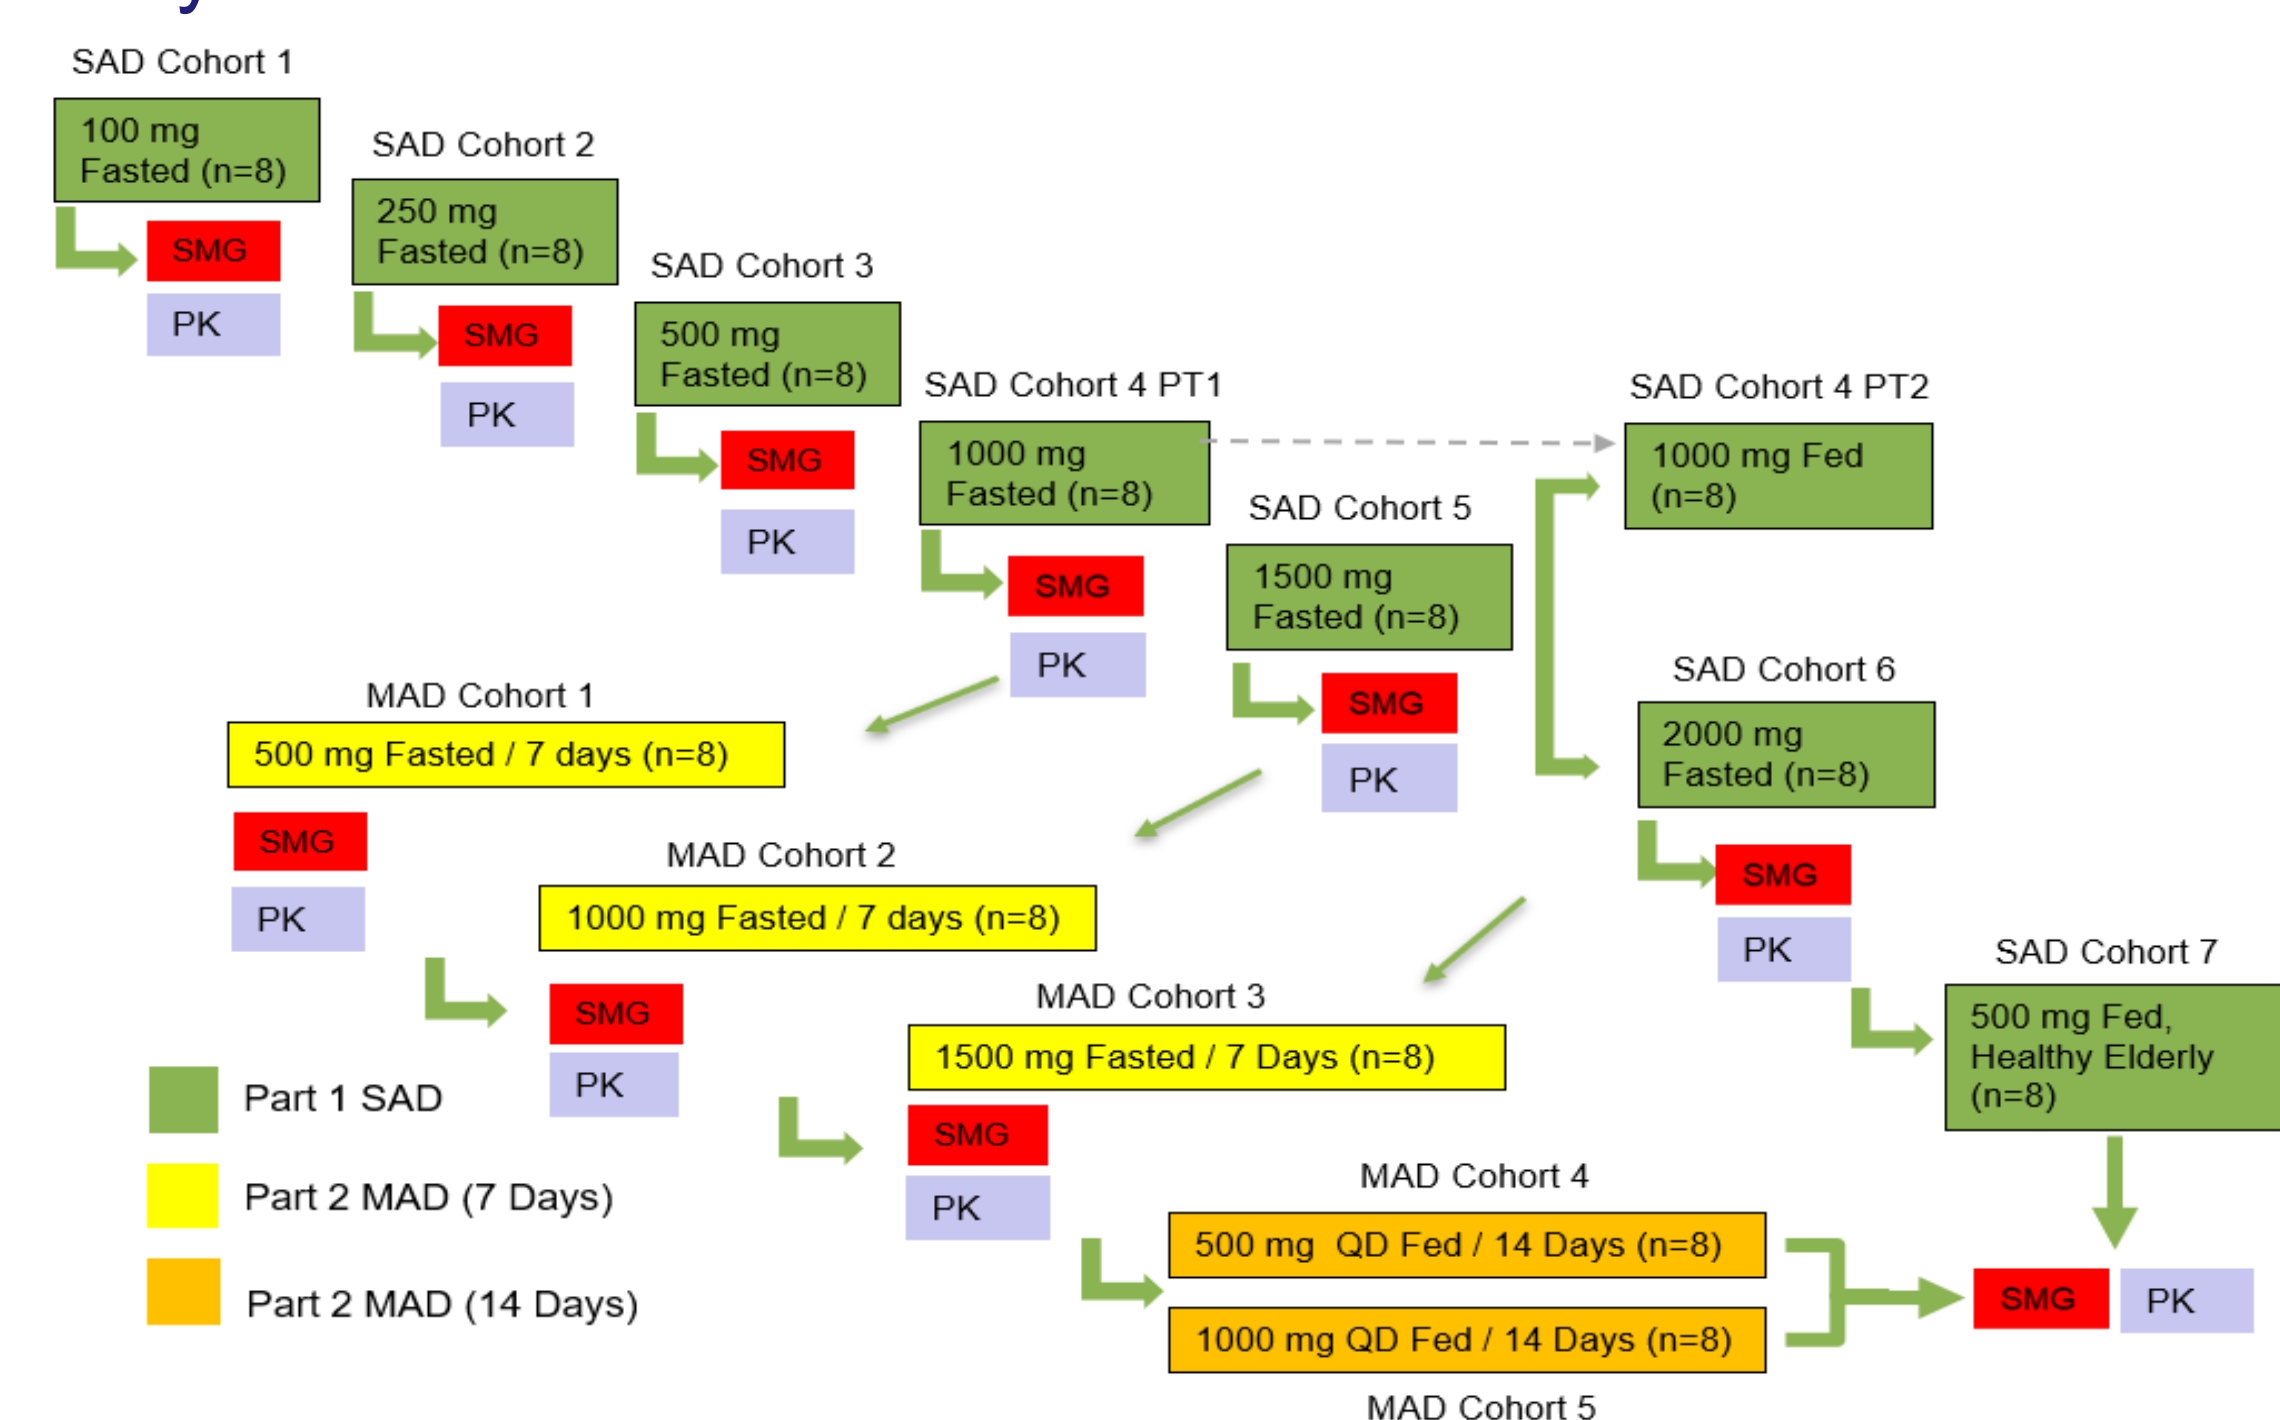 SAD Cohort 1
100 mg
Fasted (n=8)
SMG
PK
SAD Cohort 2
250 mg
Fasted (n=8)
SMG
PK
SAD Cohort 3
500 mg
Fasted (n=8)
SMG
PK
SAD Cohort 4 PT1
1000 mg
Fasted (n=8)
SMG
PK
SAD Cohort 4 PT2
1000 mg Fed
(n=8)
SAD Cohort 5
1500 mg
Fasted (n=8)
SMG
PK
SAD Cohort 6
2000 mg
Fasted (n=8)
SMG
PK
SAD Cohort 7
500 mg Fed,
Healthy Elderly
(n=8)
MAD Cohort 1
500 mg Fasted / 7 days (n=8)
SMG
PK
MAD Cohort 2
1000 mg Fasted / 7 days (n=8)
SMG
PK
MAD Cohort 3
1500 mg Fasted / 7 Days (n=8)
SMG
PK
MAD Cohort 4
500 mg QD Fed / 14 Days (n=8)
1000 mg QD Fed / 14 Days (n=8)
MAD Cohort 5
SMG
PK
Part 1 SAD
Part 2 MAD (7 Days)
Part 2 MAD (14 Days)